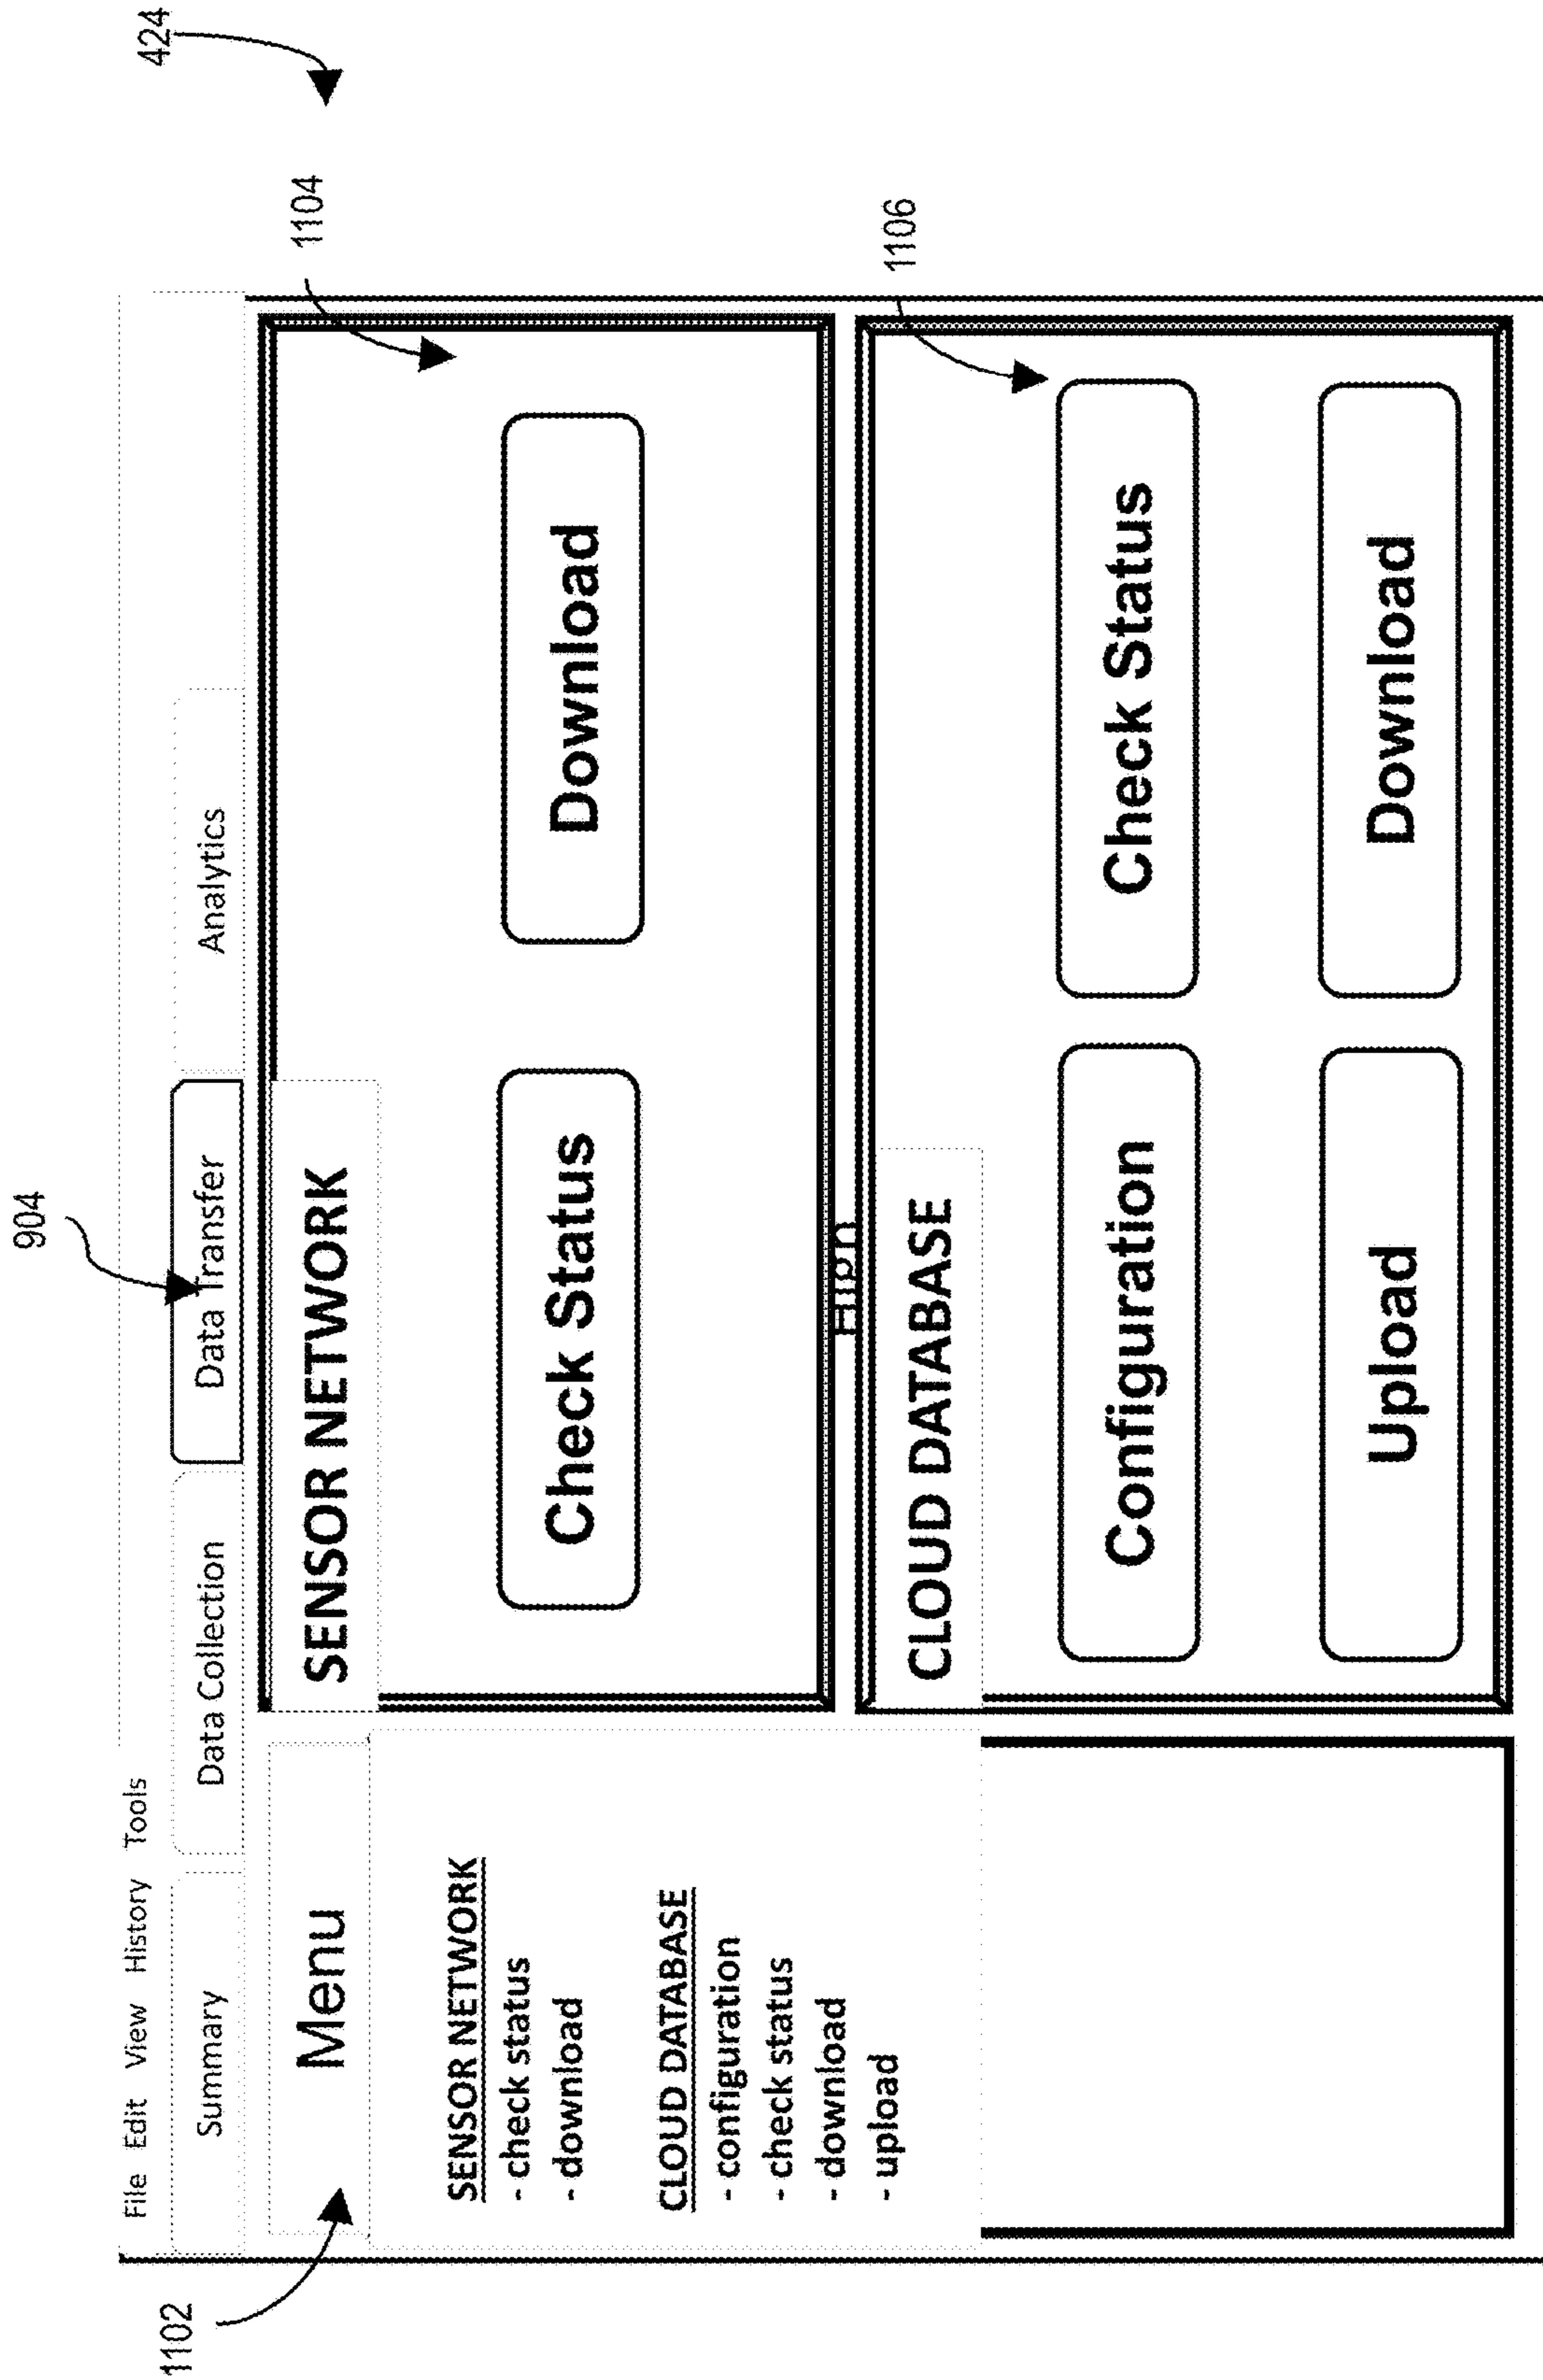 424
904
1104
1102
1106
File Edit View History Tools
Summary
Data Collection
Data Transfer
Analytics
Menu
SENSOR NETWORK
- check status
- download
CLOUD DATABASE
- configuration
- check status
- download
- upload
SENSOR NETWORK
Check Status
Download
CLOUD DATABASE
Configuration
Check Status
Upload
Download